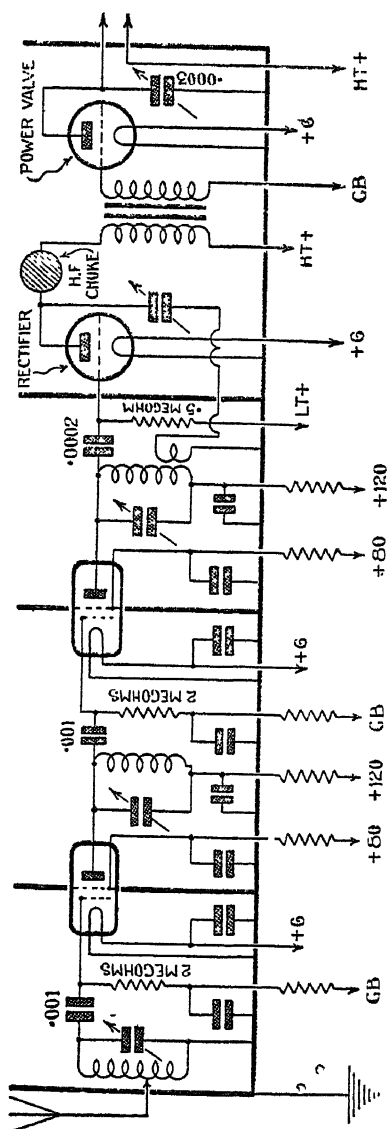 RECTIFIER
H.F
CHOKE
POWER VALVE
·001
2 MEGOHMS
·001
2 MEGOHMS
·0002
·5 MEGOHM
·0003
GB
+6
+80
+120
GB
+6
+80
+120
LT+
+6
HT+
GB
+6
HT+